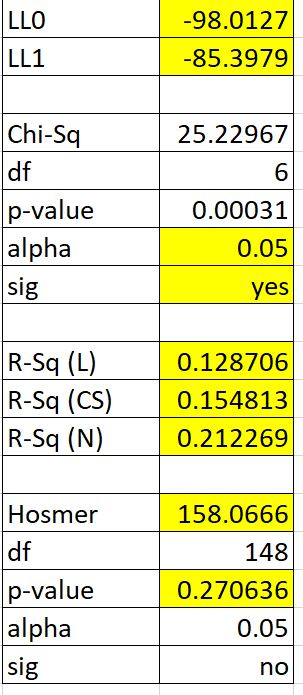 LL0 -98.0127
LL1 -85.3979
Chi-Sq 25.22967
df 6
p-value 0.00031
alpha 0.05
sig yes
R-Sq (L) 0.128706
R-Sq (CS) 0.154813
R-Sq (N) 0.212269
Hosmer 158.0666
df 148
p-value 0.270636
alpha 0.05
sig no